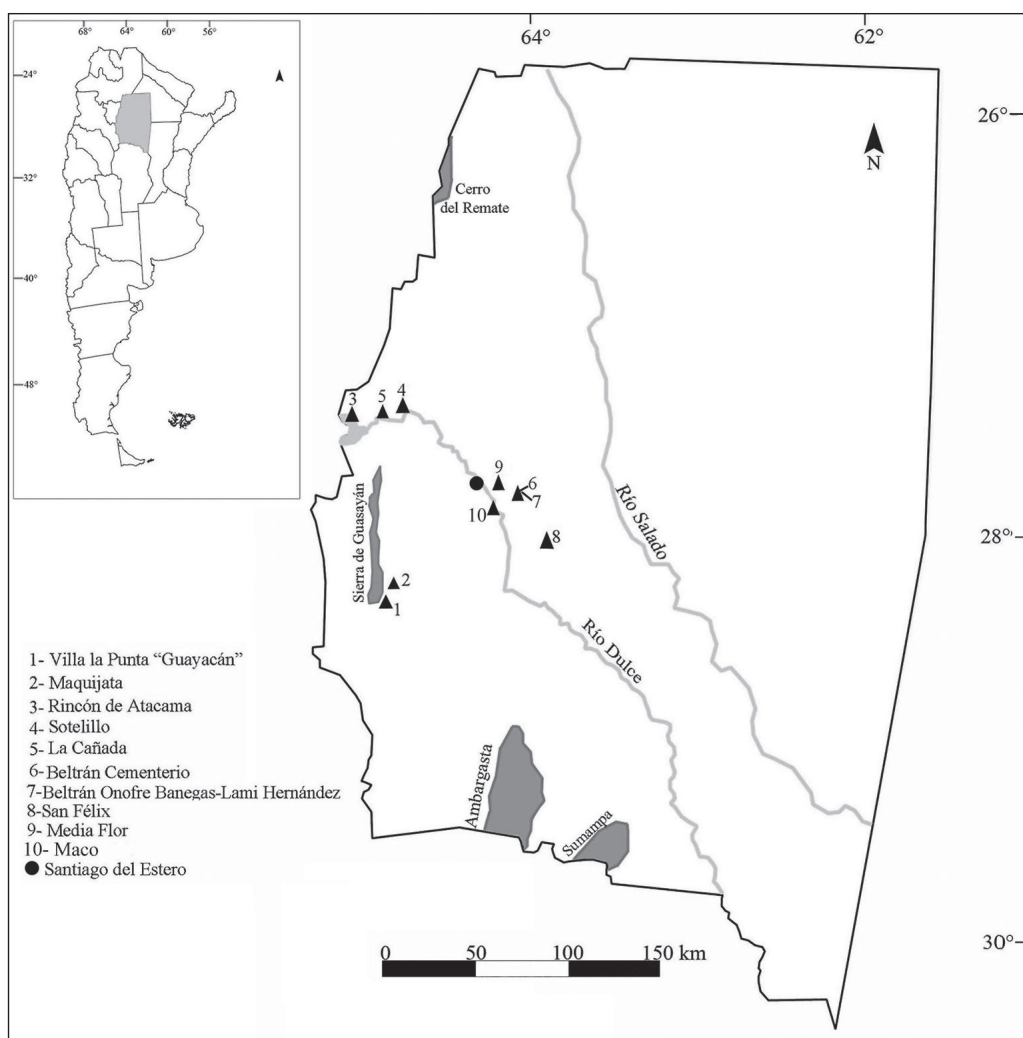 68°
64°
60°
56°
24°
32°
40°
48°
64°
62°
26°
28°
30°
N
Cerro
del Remate
3
5
4
9
6
7
10
8
2
1
Sierra de Guasayán
Río Salado
Río Dulce
Ambargasta
Sumampa
1- Villa la Punta “Guayacán”
2- Maquijata
3- Rincón de Atacama
4- Sotelillo
5- La Cañada
6- Beltrán Cementerio
7-Beltrán Onofre Banegas-Lami Hernández
8-San Félix
9- Media Flor
10- Maco
Santiago del Estero
0 50 100 150 km